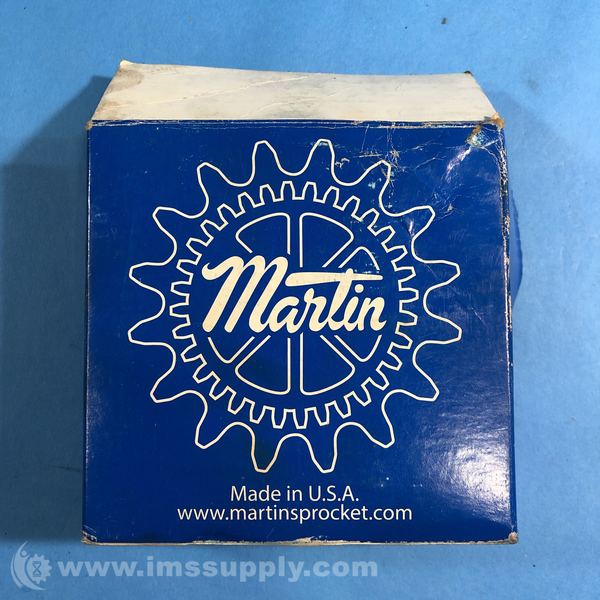 Martin
Made in U.S.A.
www.martinsprocket.com
www.imssupply.com